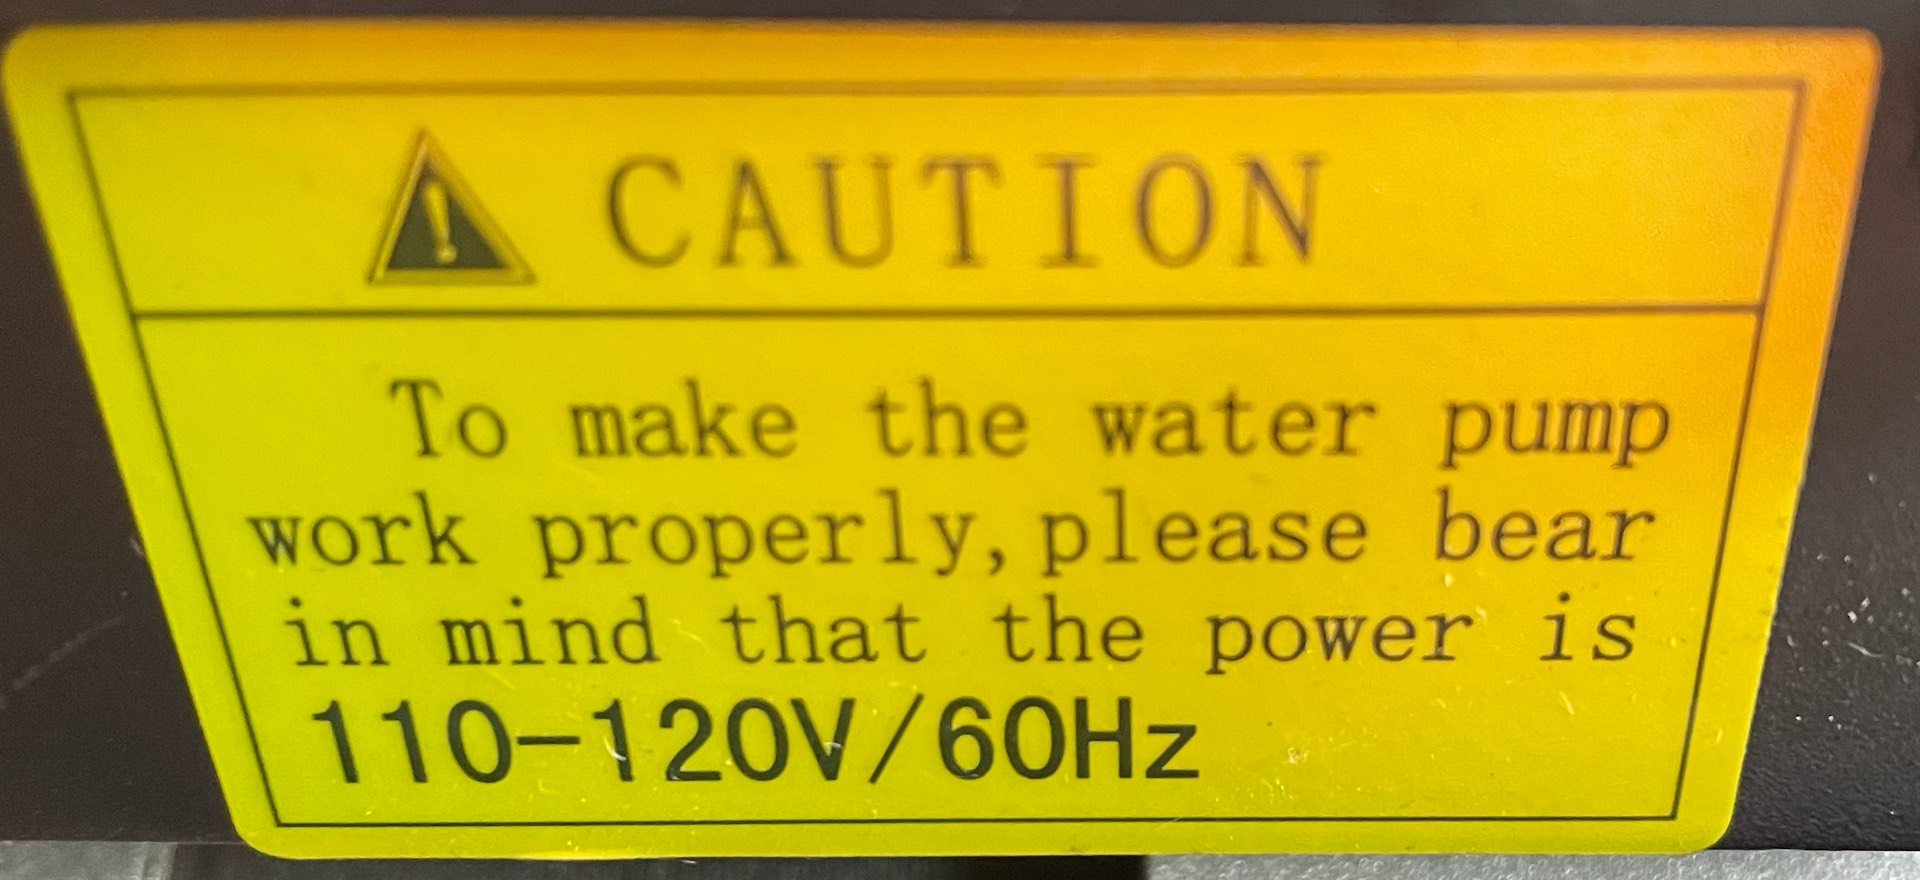 CAUTION
To make the water pump
work properly,please bear
in mind that the power is
110-120V/60Hz